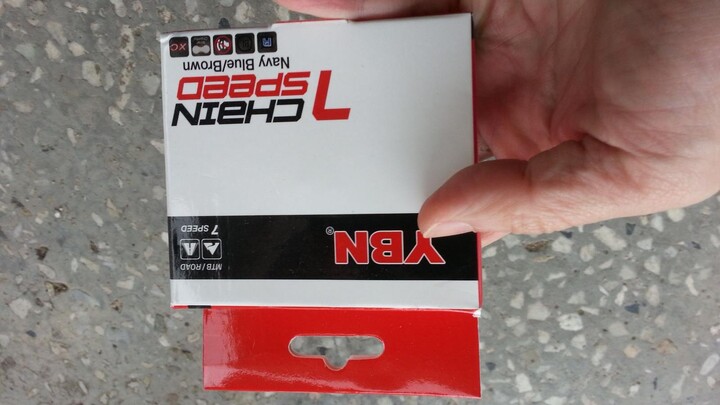 YBN®
MTB / ROAD
7 SPEED
7 CHAIN
SPEED
Navy Blue/Brown
XC